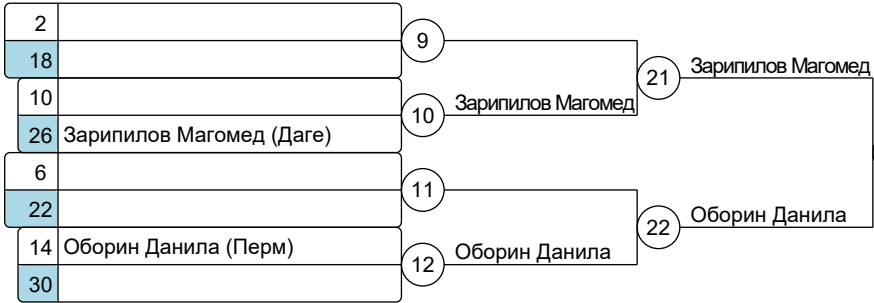 2
9
18
21 Зарипилов Магомед
10
10 Зарипилов Магомед
26 Зарипилов Магомед (Даге)
6
11
22
22 Оборин Данила
14 Оборин Данила (Перм)
12 Оборин Данила
30